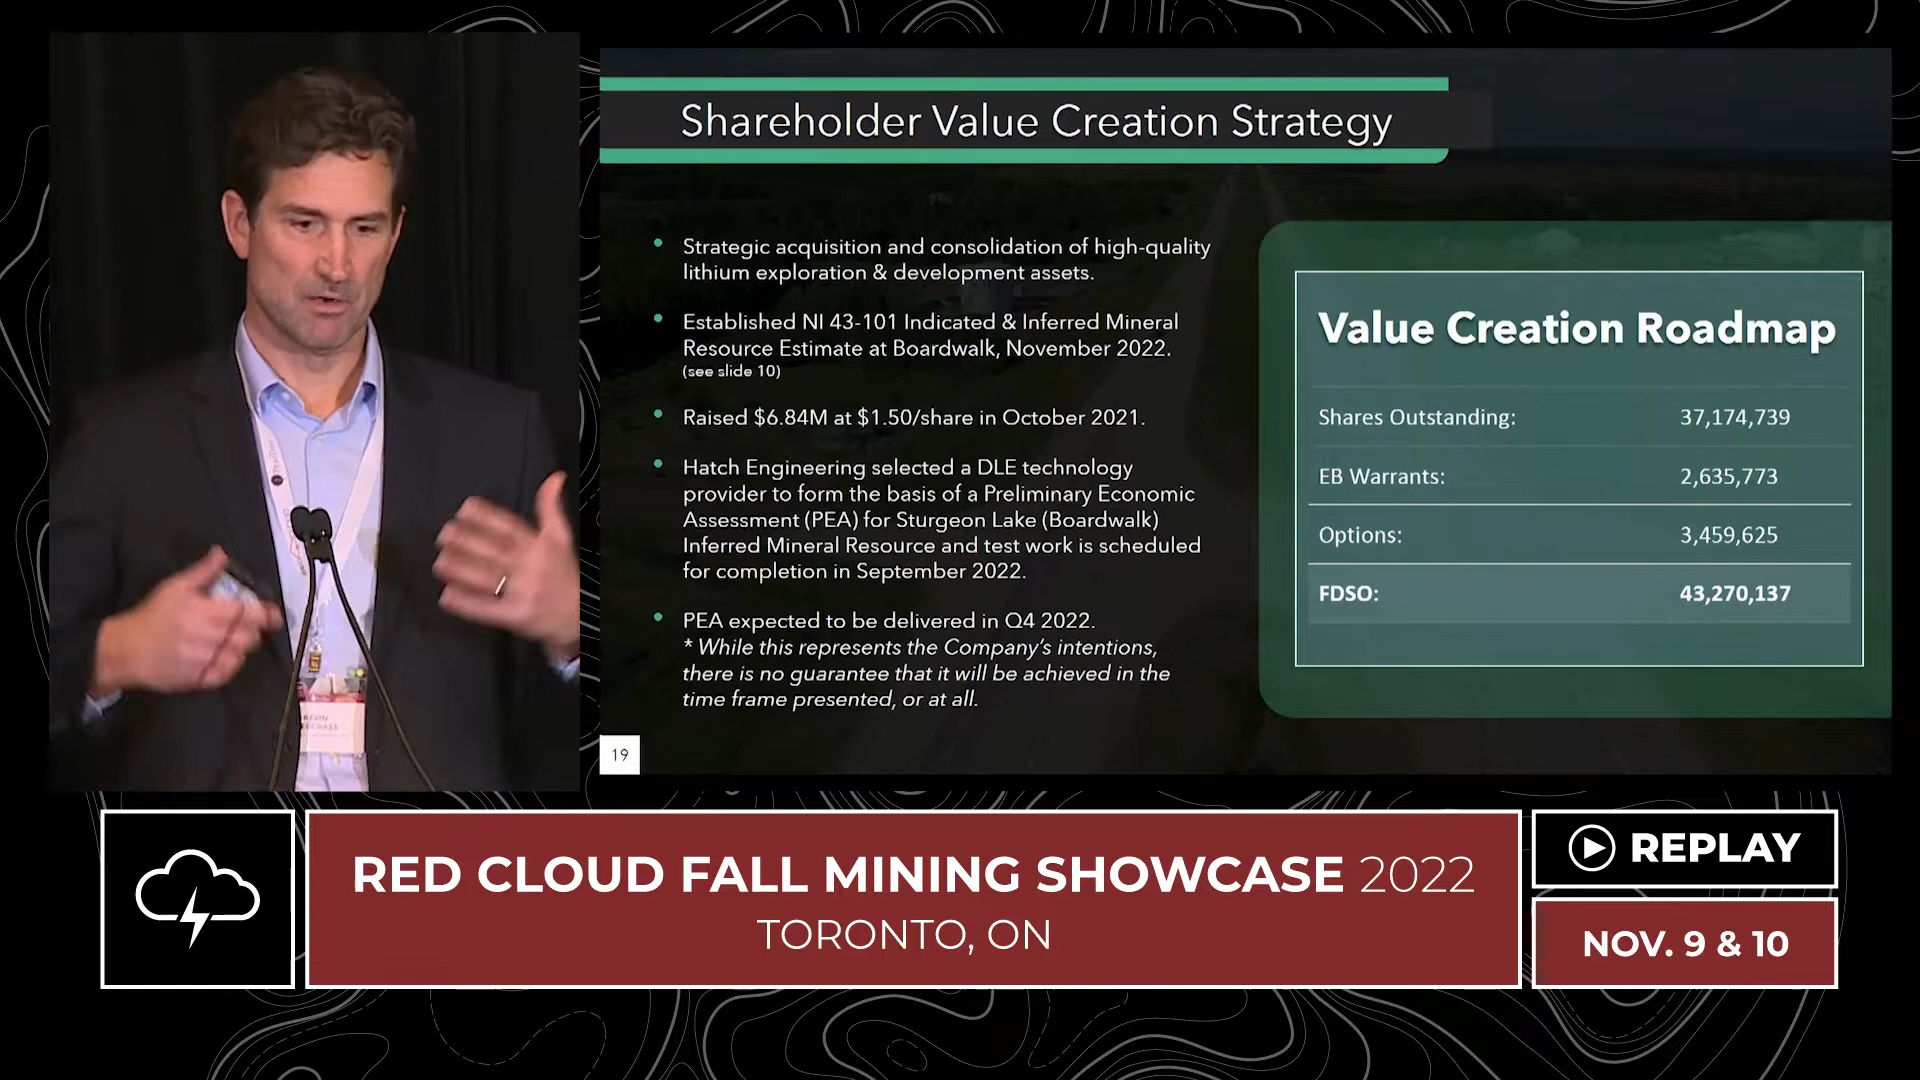 Shareholder Value Creation Strategy
• Strategic acquisition and consolidation of high-quality
lithium exploration & development assets.
• Established NI 43-101 Indicated & Inferred Mineral
Resource Estimate at Boardwalk, November 2022.
(see slide 10)
• Raised $6.84M at $1.50/share in October 2021.
• Hatch Engineering selected a DLE technology
provider to form the basis of a Preliminary Economic
Assessment (PEA) for Sturgeon Lake (Boardwalk)
Inferred Mineral Resource and test work is scheduled
for completion in September 2022.
• PEA expected to be delivered in Q4 2022.
* While this represents the Company's intentions,
there is no guarantee that it will be achieved in the
time frame presented, or at all.
19
Value Creation Roadmap
Shares Outstanding: 37,174,739
EB Warrants: 2,635,773
Options: 3,459,625
FDSO: 43,270,137
KEVIN
RED CLOUD FALL MINING SHOWCASE 2022
TORONTO, ON
REPLAY
NOV. 9 & 10